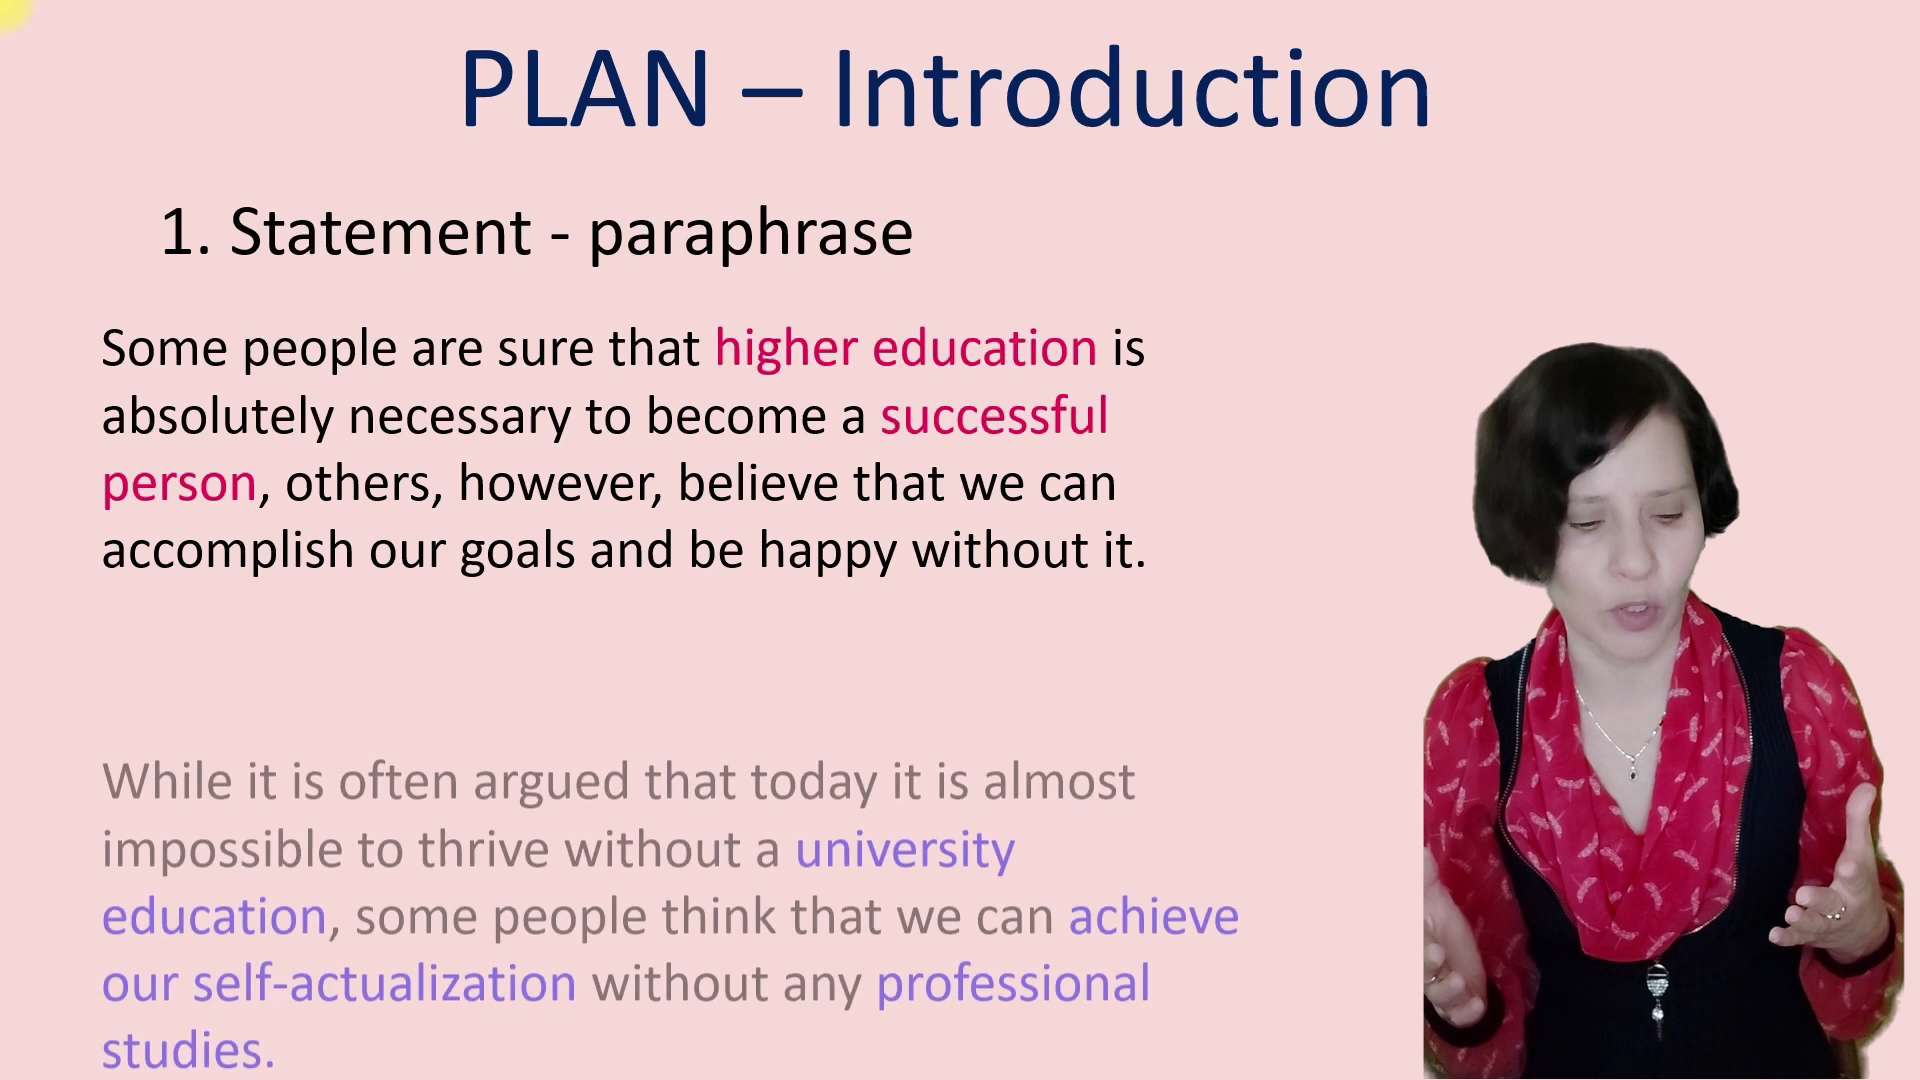 PLAN – Introduction
1. Statement - paraphrase
Some people are sure that higher education is
absolutely necessary to become a successful
person, others, however, believe that we can
accomplish our goals and be happy without it.
While it is often argued that today it is almost
impossible to thrive without a university
education, some people think that we can achieve
our self-actualization without any professional
studies.